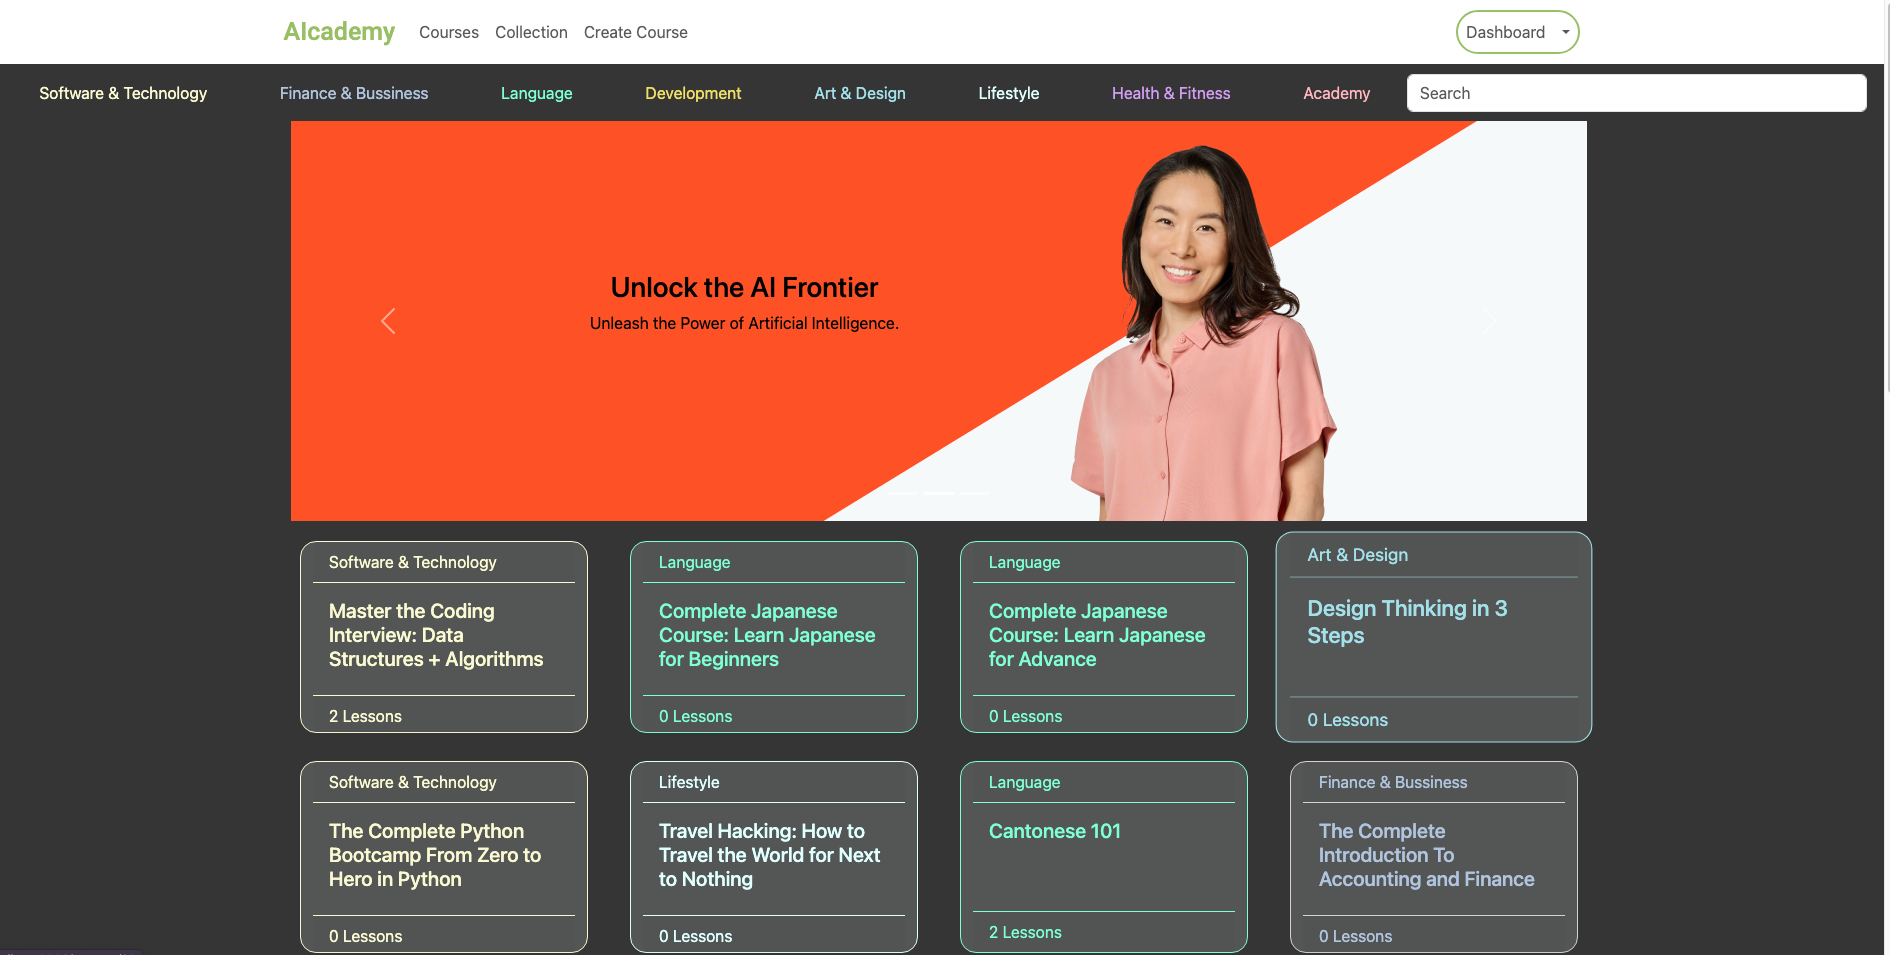 AIcademy Courses Collection Create Course Dashboard
Software & Technology Finance & Bussiness Language Development Art & Design Lifestyle Health & Fitness Academy Search
Unlock the AI Frontier
Unleash the Power of Artificial Intelligence.
Software & Technology
Master the Coding
Interview: Data
Structures + Algorithms
2 Lessons
Language
Complete Japanese
Course: Learn Japanese
for Beginners
0 Lessons
Language
Complete Japanese
Course: Learn Japanese
for Advance
0 Lessons
Art & Design
Design Thinking in 3
Steps
0 Lessons
Software & Technology
The Complete Python
Bootcamp From Zero to
Hero in Python
0 Lessons
Lifestyle
Travel Hacking: How to
Travel the World for Next
to Nothing
0 Lessons
Language
Cantonese 101
2 Lessons
Finance & Bussiness
The Complete
Introduction To
Accounting and Finance
0 Lessons